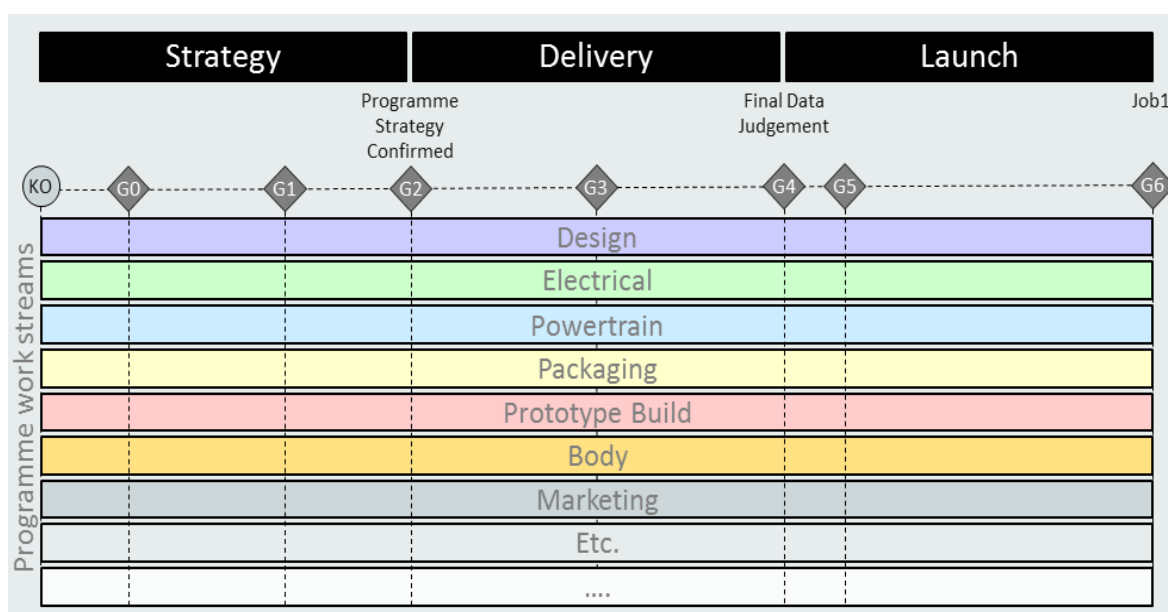 Strategy
Delivery
Launch
Programme
Strategy
Confirmed
Final Data
Judgement
Job1
KO
G0
G1
G2
G3
G4
G5
G6
Programme work streams
Design
Electrical
Powertrain
Packaging
Prototype Build
Body
Marketing
Etc.
....